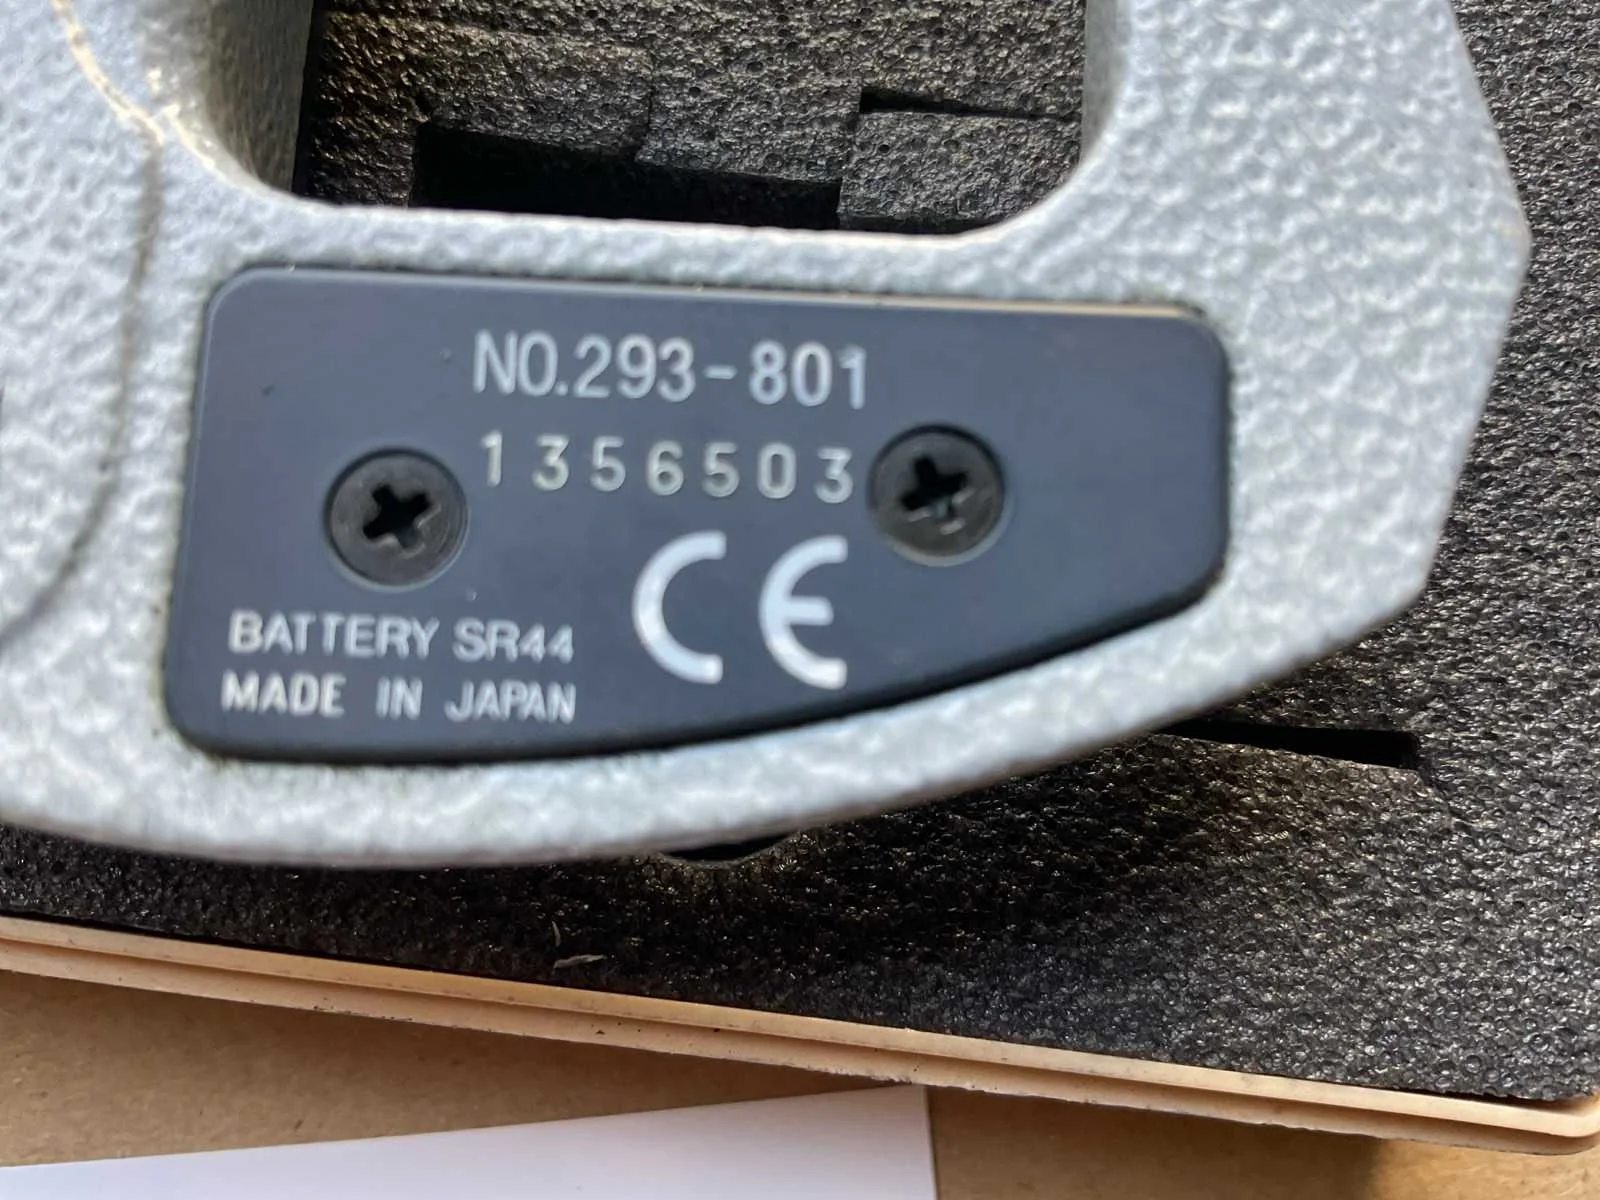 NO.293-801
1356503
CE
BATTERY SR44
MADE IN JAPAN